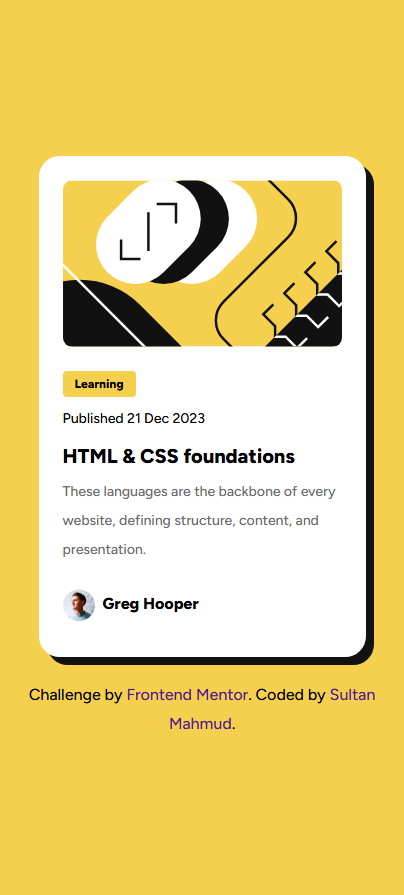 Learning
Published 21 Dec 2023
HTML & CSS foundations
These languages are the backbone of every
website, defining structure, content, and
presentation.
Greg Hooper
Challenge by Frontend Mentor. Coded by Sultan
Mahmud.